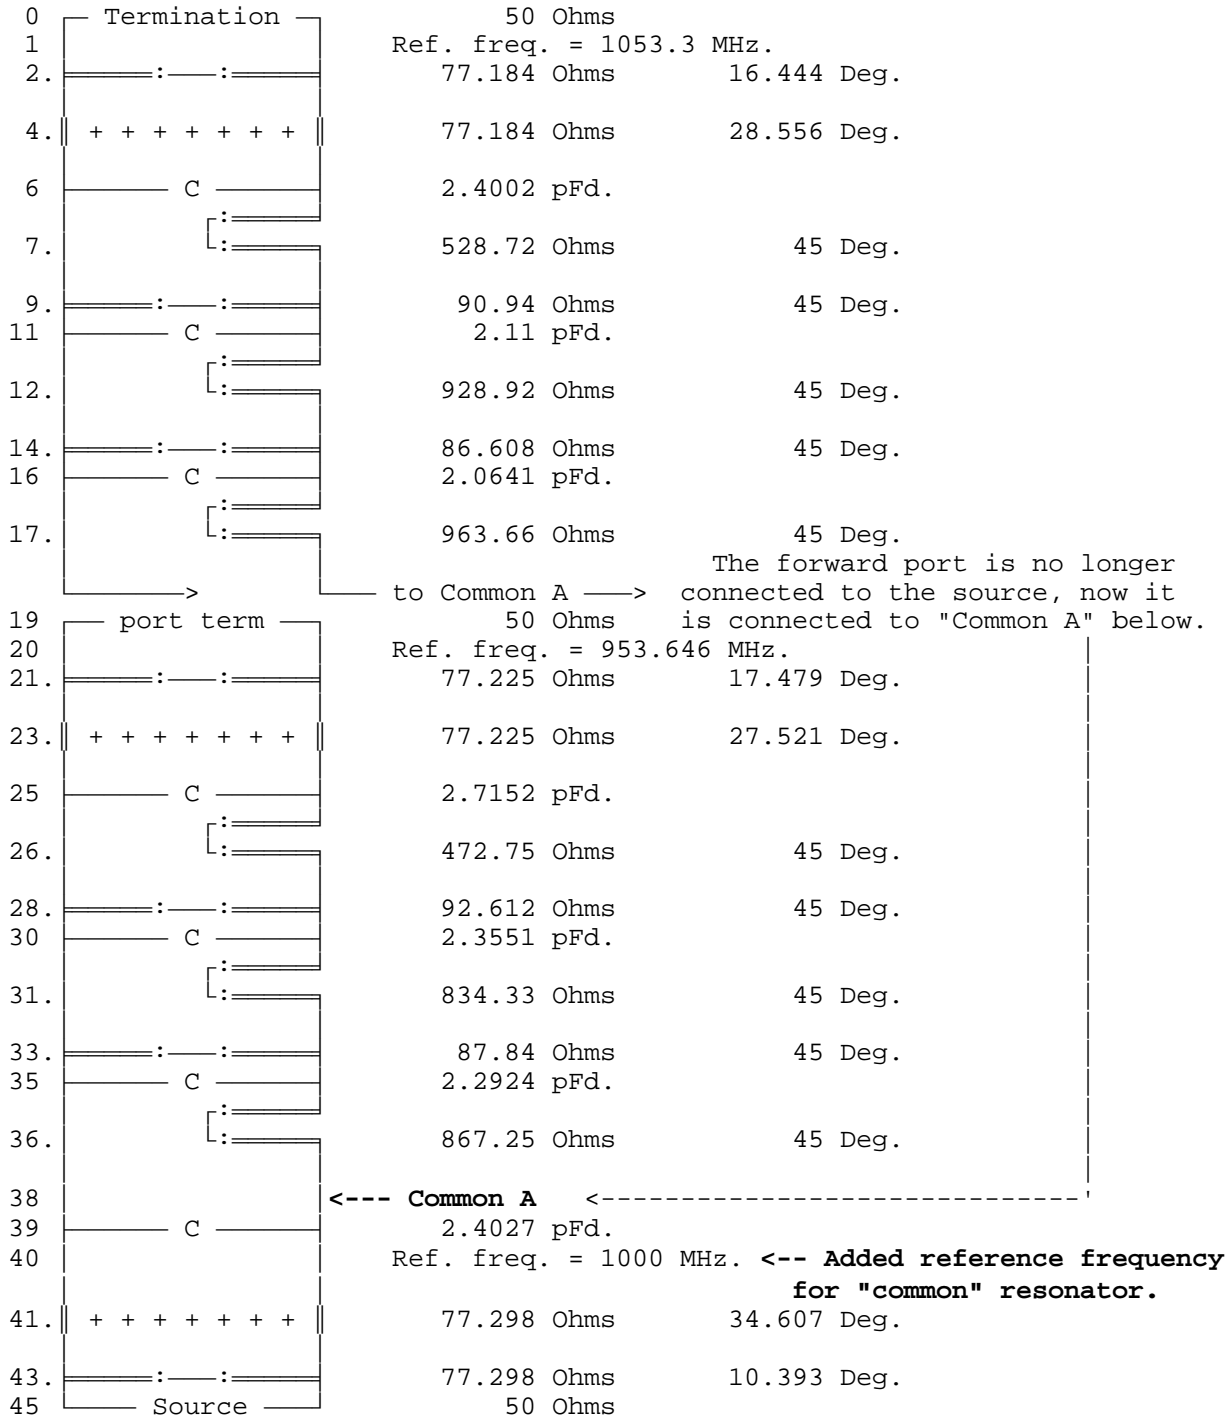 0 Termination 50 Ohms
1 Ref. freq. = 1053.3 MHz.
2. : : 77.184 Ohms 16.444 Deg.
4. + + + + + + + 77.184 Ohms 28.556 Deg.
6 C 2.4002 pFd.
:
7. : 528.72 Ohms 45 Deg.
9. : : 90.94 Ohms 45 Deg.
11 C 2.11 pFd.
:
12. : 928.92 Ohms 45 Deg.
14. : : 86.608 Ohms 45 Deg.
16 C 2.0641 pFd.
:
17. : 963.66 Ohms 45 Deg.
The forward port is no longer
> to Common A > connected to the source, now it
19 port term 50 Ohms is connected to "Common A" below.
20 Ref. freq. = 953.646 MHz.
21. : : 77.225 Ohms 17.479 Deg.
23. + + + + + + + 77.225 Ohms 27.521 Deg.
25 C 2.7152 pFd.
:
26. : 472.75 Ohms 45 Deg.
28. : : 92.612 Ohms 45 Deg.
30 C 2.3551 pFd.
:
31. : 834.33 Ohms 45 Deg.
33. : : 87.84 Ohms 45 Deg.
35 C 2.2924 pFd.
:
36. : 867.25 Ohms 45 Deg.
38 <--- Common A <------------------------------'
39 C 2.4027 pFd.
40 Ref. freq. = 1000 MHz. <-- Added reference frequency
for "common" resonator.
41. + + + + + + + 77.298 Ohms 34.607 Deg.
43. : : 77.298 Ohms 10.393 Deg.
45 Source 50 Ohms